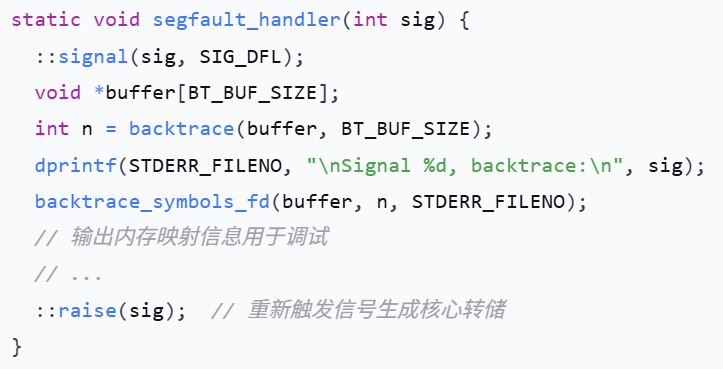 static void segfault_handler(int sig) {
  ::signal(sig, SIG_DFL);
  void *buffer[BT_BUF_SIZE];
  int n = backtrace(buffer, BT_BUF_SIZE);
  dprintf(STDERR_FILENO, "\nSignal %d, backtrace:\n", sig);
  backtrace_symbols_fd(buffer, n, STDERR_FILENO);
  // 输出内存映射信息用于调试
  // ...
  ::raise(sig);  // 重新触发信号生成核心转储
}